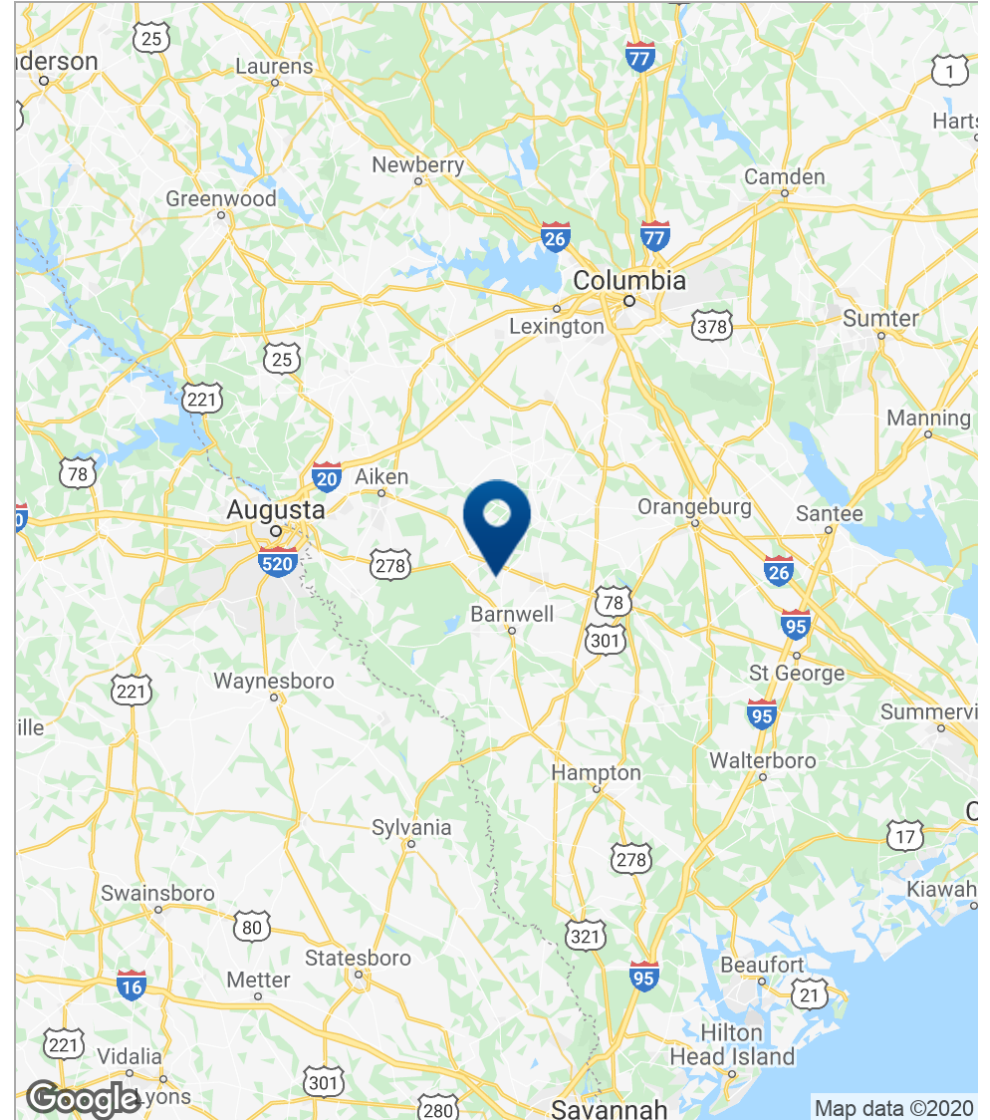 25
77
nderson
Laurens
1
Harts
Newberry
Camden
Greenwood
26
77
Columbia
Lexington
378
Sumter
25
221
Manning
78
20
Aiken
Augusta
Orangeburg
Santee
520
278
26
78
Barnwell
301
95
St George
Waynesboro
221
ille
95
Summervi
Walterboro
Hampton
C
Sylvania
17
278
Swainsboro
Kiawah
80
321
Statesboro
Beaufort
Metter
95
16
21
Hilton
Head Island
221
Vidalia
301
Google
Lyons
280
Savannah
Map data ©2020